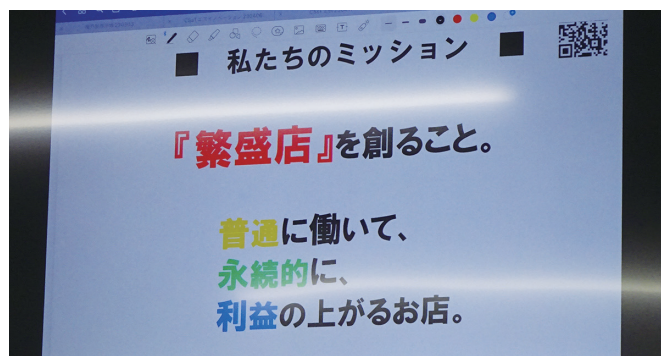 ■ 私たちのミッション ■
『繁盛店』を創ること。
普通に働いて、
永続的に、
利益の上がるお店。